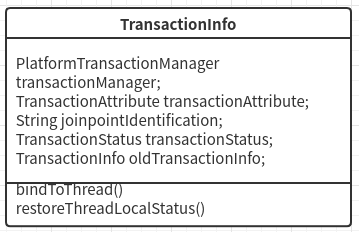 TransactionInfo
PlatformTransactionManager
transactionManager;
TransactionAttribute transactionAttribute;
String joinpointIdentification;
TransactionStatus transactionStatus;
TransactionInfo oldTransactionInfo;
bindToThread()
restoreThreadLocalStatus()